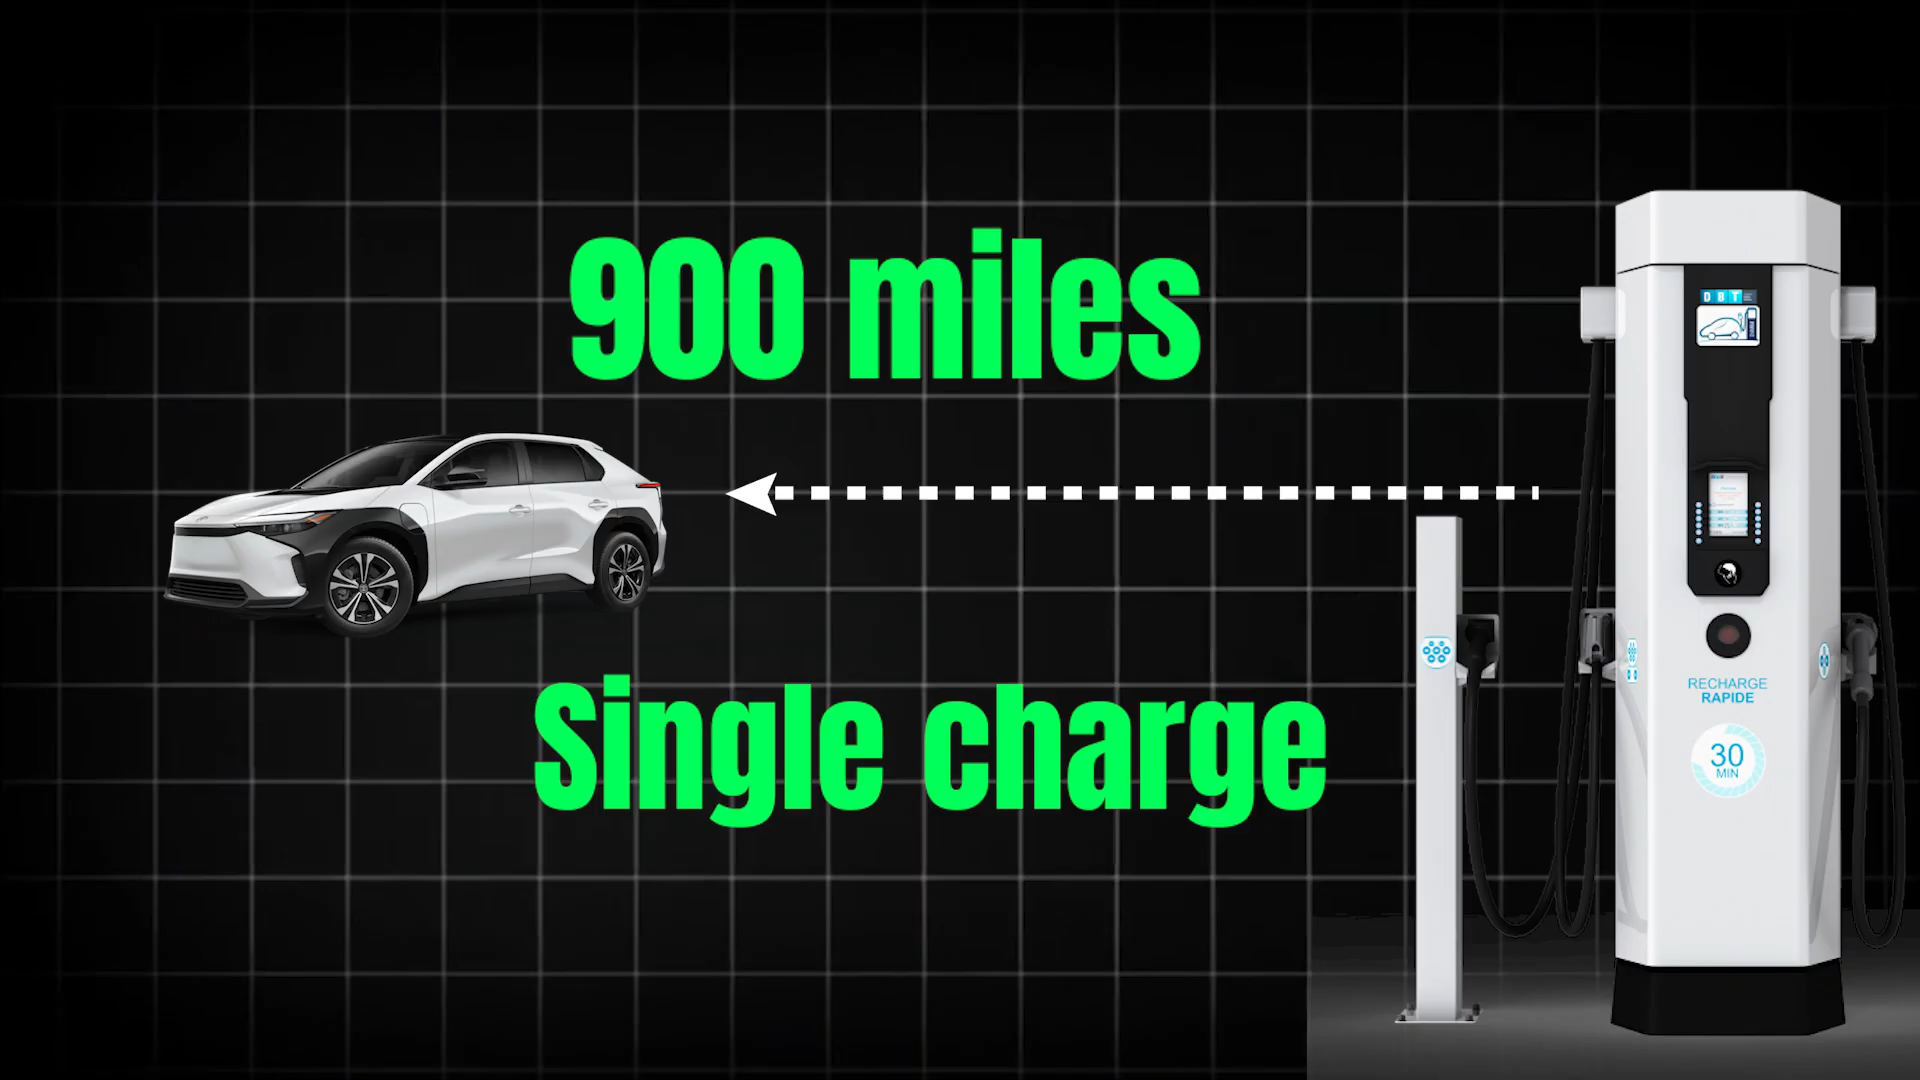 900 miles
DBT
Single charge
RECHARGE
RAPIDE
30
MIN